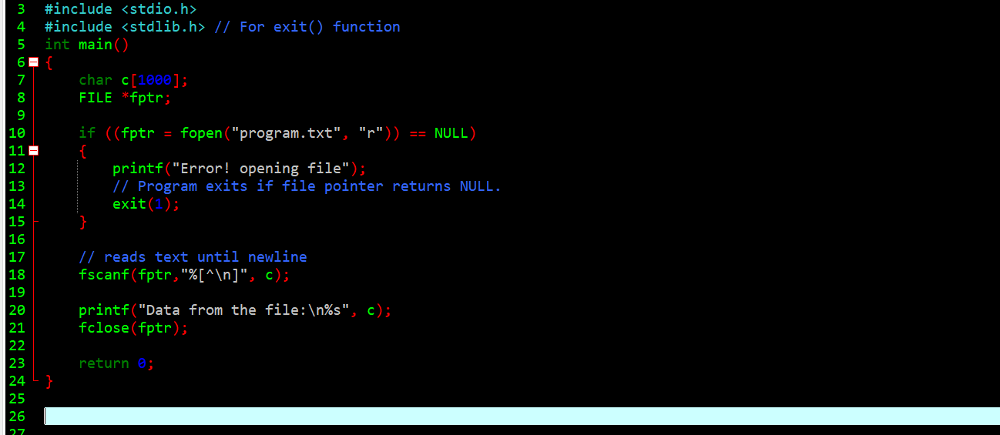 3 #include <stdio.h>
4 #include <stdlib.h> // For exit() function
5 int main()
6 {
7     char c[1000];
8     FILE *fptr;
9
10     if ((fptr = fopen("program.txt", "r")) == NULL)
11     {
12         printf("Error! opening file");
13         // Program exits if file pointer returns NULL.
14         exit(1);
15     }
16
17     // reads text until newline
18     fscanf(fptr,"%[^\n]", c);
19
20     printf("Data from the file:\n%s", c);
21     fclose(fptr);
22
23     return 0;
24 }
25
26
27